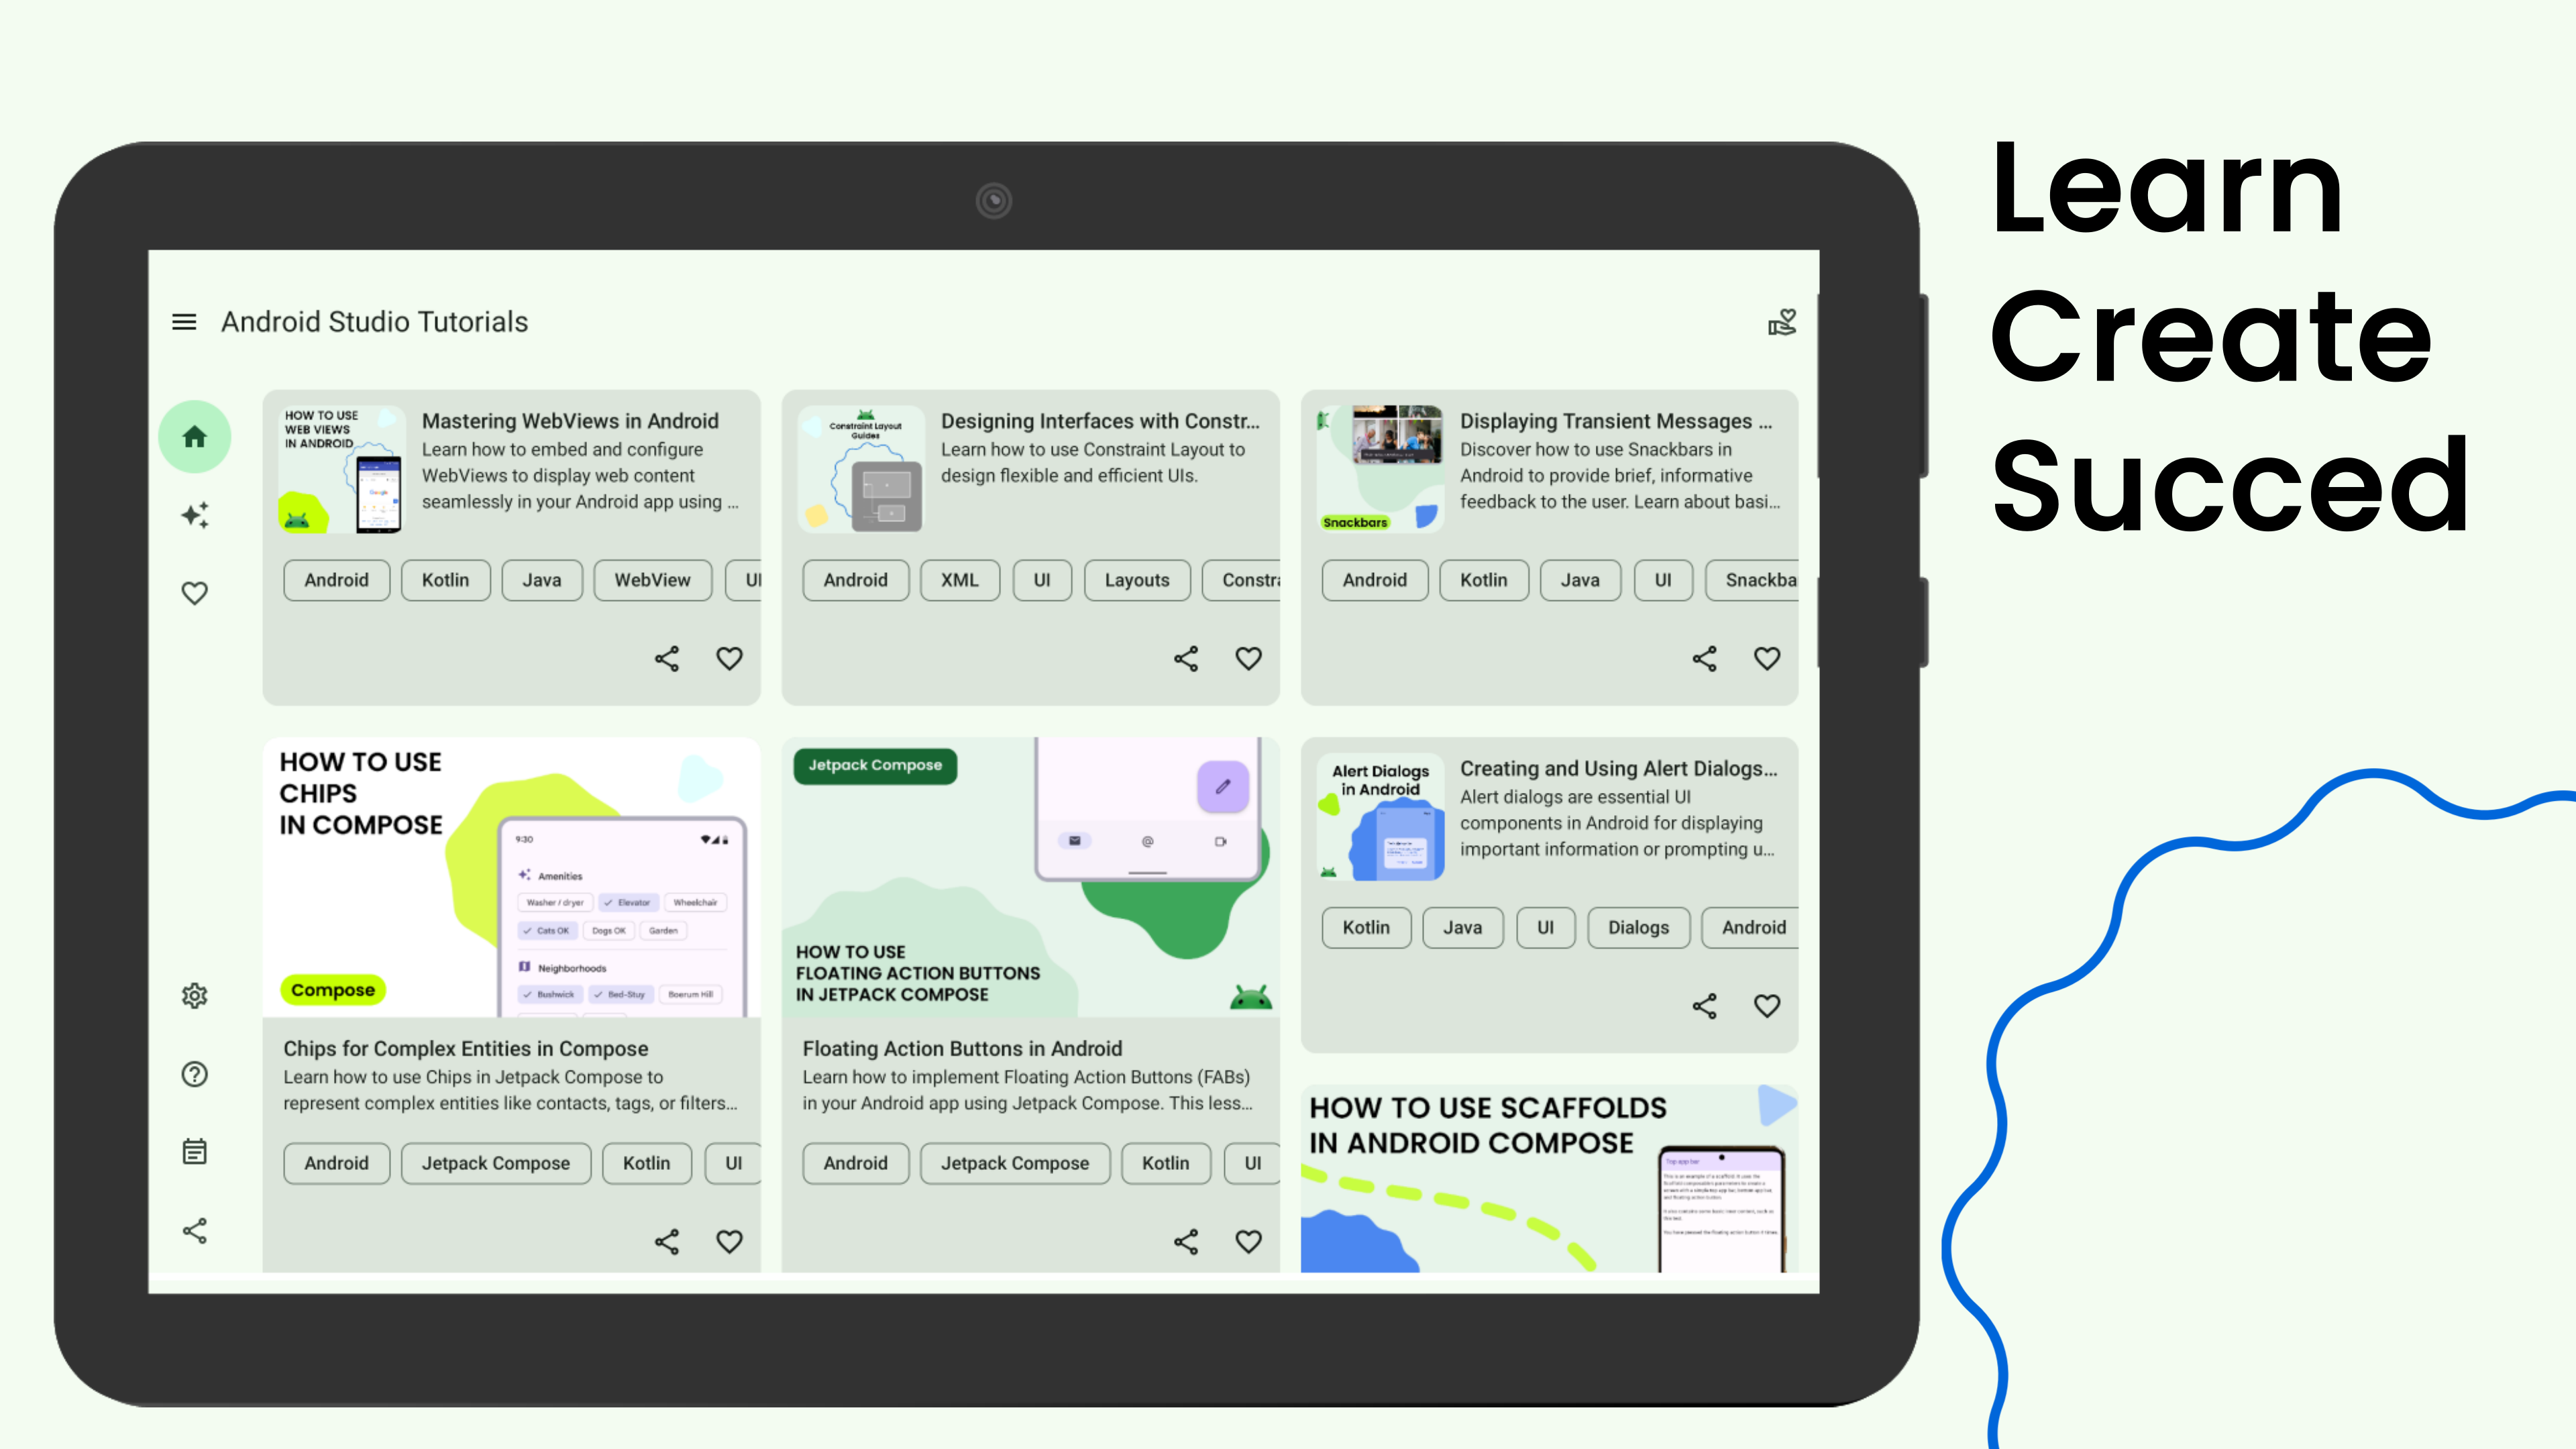 Learn
Create
Succed
Android Studio Tutorials
HOW TO USE
WEB VIEWS
IN ANDROID
Google
Mastering WebViews in Android
Learn how to embed and configure
WebViews to display web content
seamlessly in your Android app using ...
Android Kotlin Java WebView UI
Constraint Layout
Guides
Designing Interfaces with Constr...
Learn how to use Constraint Layout to
design flexible and efficient UIs.
Android XML UI Layouts Constra
Snackbars
Displaying Transient Messages ...
Discover how to use Snackbars in
Android to provide brief, informative
feedback to the user. Learn about basi...
Android Kotlin Java UI Snackba
HOW TO USE
CHIPS
IN COMPOSE
Compose
9:30
Amenities
Washer / dryer Elevator Wheelchair
Cats OK Dogs OK Garden
Neighborhoods
Bushwick Bed-Stuy Boerum Hill
Chips for Complex Entities in Compose
Learn how to use Chips in Jetpack Compose to
represent complex entities like contacts, tags, or filters...
Android Jetpack Compose Kotlin UI
Jetpack Compose
HOW TO USE
FLOATING ACTION BUTTONS
IN JETPACK COMPOSE
Floating Action Buttons in Android
Learn how to implement Floating Action Buttons (FABs)
in your Android app using Jetpack Compose. This less...
Android Jetpack Compose Kotlin UI
Alert Dialogs
in Android
Creating and Using Alert Dialogs...
Alert dialogs are essential UI
components in Android for displaying
important information or prompting u...
Kotlin Java UI Dialogs Android
HOW TO USE SCAFFOLDS
IN ANDROID COMPOSE
Top app bar